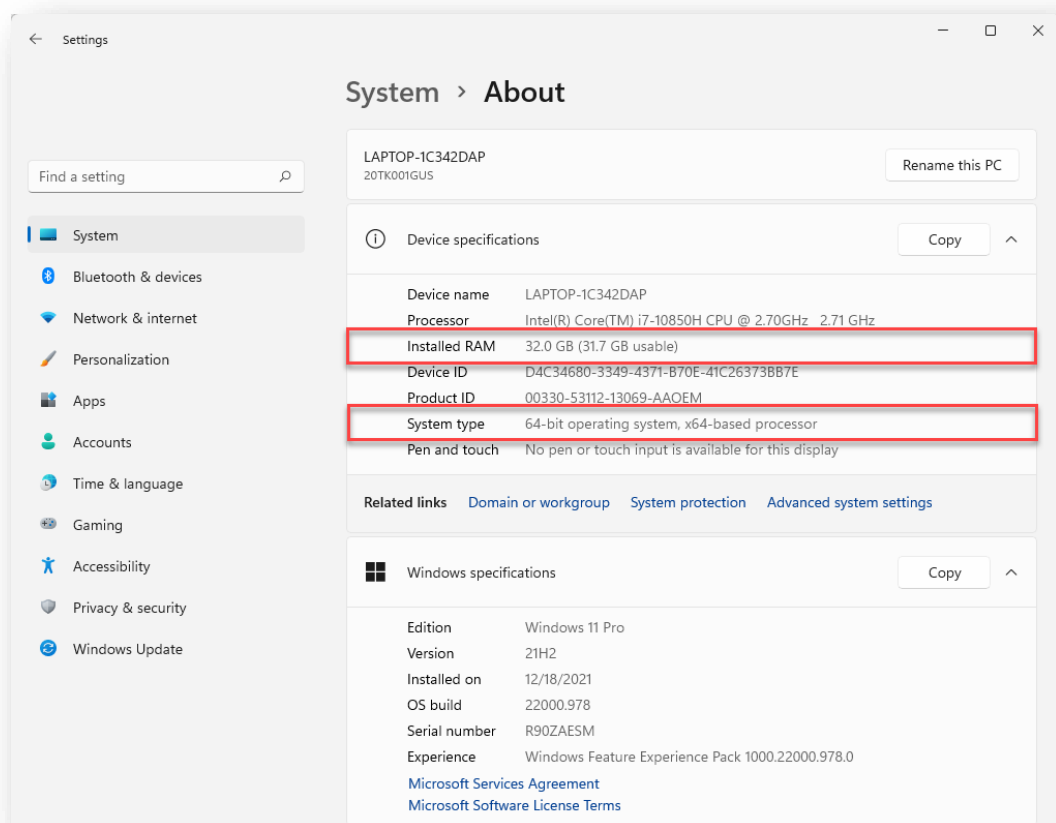 Settings
System > About
Find a setting
System
Bluetooth & devices
Network & internet
Personalization
Apps
Accounts
Time & language
Gaming
Accessibility
Privacy & security
Windows Update
LAPTOP-1C342DAP
20TK001GUS
Rename this PC
Device specifications
Copy
Device name LAPTOP-1C342DAP
Processor Intel(R) Core(TM) i7-10850H CPU @ 2.70GHz 2.71 GHz
Installed RAM 32.0 GB (31.7 GB usable)
Device ID D4C34680-3349-4371-B70E-41C26373BB7E
Product ID 00330-53112-13069-AAOEM
System type 64-bit operating system, x64-based processor
Pen and touch No pen or touch input is available for this display
Related links Domain or workgroup System protection Advanced system settings
Windows specifications
Copy
Edition Windows 11 Pro
Version 21H2
Installed on 12/18/2021
OS build 22000.978
Serial number R90ZAESM
Experience Windows Feature Experience Pack 1000.22000.978.0
Microsoft Services Agreement
Microsoft Software License Terms